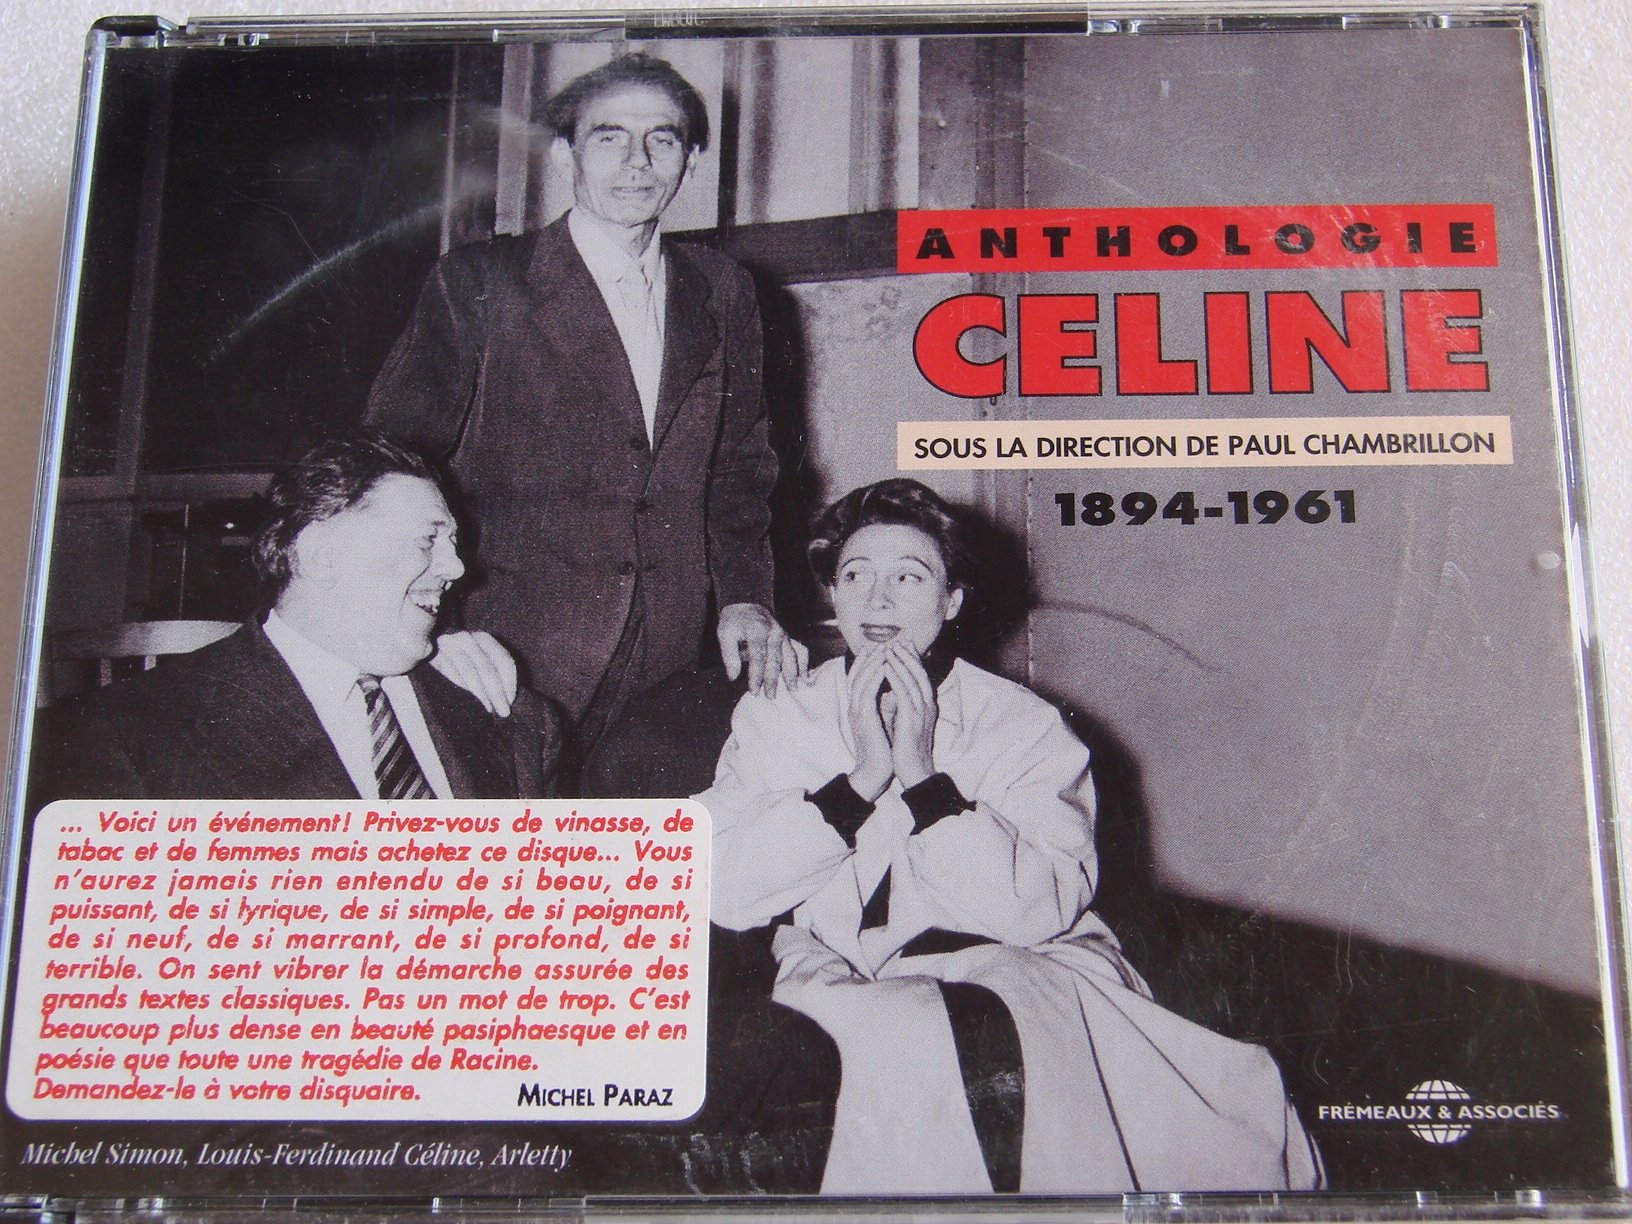 ANTHOLOGIE
CELINE
SOUS LA DIRECTION DE PAUL CHAMBRILLON
1894-1961
... Voici un événement! Privez-vous de vinasse, de
tabac et de femmes mais achetez ce disque... Vous
n'aurez jamais rien entendu de si beau, de si
puissant, de si lyrique, de si simple, de si poignant,
de si neuf, de si marrant, de si profond, de si
terrible. On sent vibrer la démarche assurée des
grands textes classiques. Pas un mot de trop. C'est
beaucoup plus dense en beauté pasiphaesque et en
poésie que toute une tragédie de Racine.
Demandez-le à votre disquaire. MICHEL PARAZ
Michel Simon, Louis-Ferdinand Céline, Arletty
FRÉMEAUX & ASSOCIÉS